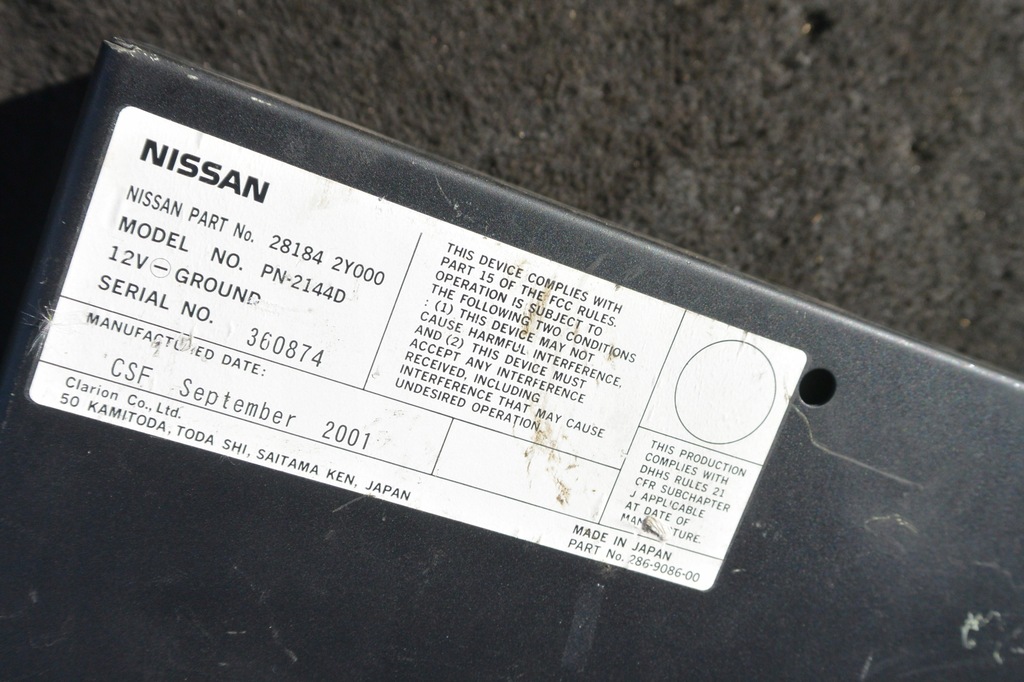 NISSAN
NISSAN PART No. 28184 2Y000
MODEL NO. PN-2144D
12V ⊖ GROUND
SERIAL NO. 360874
MANUFACTURED DATE:
CSF September 2001
Clarion Co., Ltd.
50 KAMITODA, TODA SHI, SAITAMA KEN, JAPAN
THIS DEVICE COMPLIES WITH
PART 15 OF THE FCC RULES.
OPERATION IS SUBJECT TO
THE FOLLOWING TWO CONDITIONS
: (1) THIS DEVICE MAY NOT
CAUSE HARMFUL INTERFERENCE.
AND (2) THIS DEVICE MUST
ACCEPT ANY INTERFERENCE
RECEIVED, INCLUDING
INTERFERENCE THAT MAY CAUSE
UNDESIRED OPERATION.
THIS PRODUCTION
COMPLIES WITH
DHHS RULES 21
CFR SUBCHAPTER
J APPLICABLE
AT DATE OF
MANUFACTURE.
MADE IN JAPAN
PART No. 286-9086-00